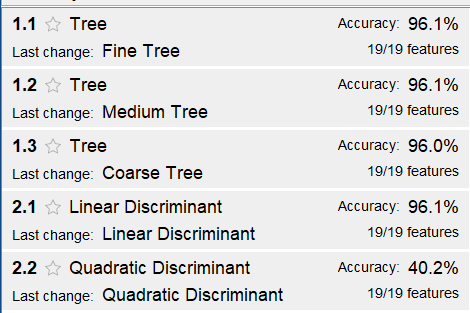 1.1 Tree Accuracy: 96.1%
Last change: Fine Tree 19/19 features
1.2 Tree Accuracy: 96.1%
Last change: Medium Tree 19/19 features
1.3 Tree Accuracy: 96.0%
Last change: Coarse Tree 19/19 features
2.1 Linear Discriminant Accuracy: 96.1%
Last change: Linear Discriminant 19/19 features
2.2 Quadratic Discriminant Accuracy: 40.2%
Last change: Quadratic Discriminant 19/19 features